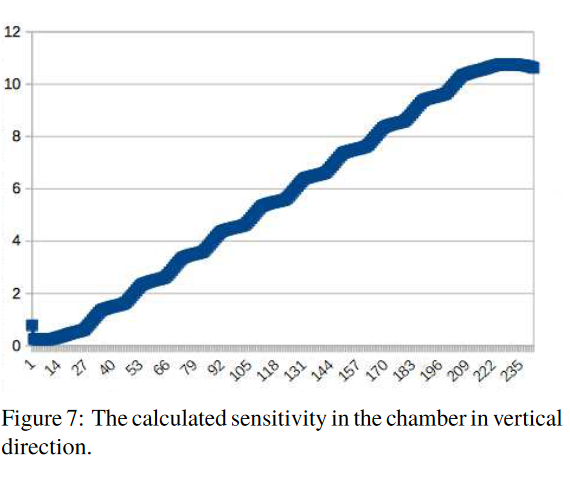 12
10
8
6
4
2
0
1 14 27 40 53 66 79 92 105 118 131 144 157 170 183 196 209 222 235
Figure 7: The calculated sensitivity in the chamber in vertical
direction.